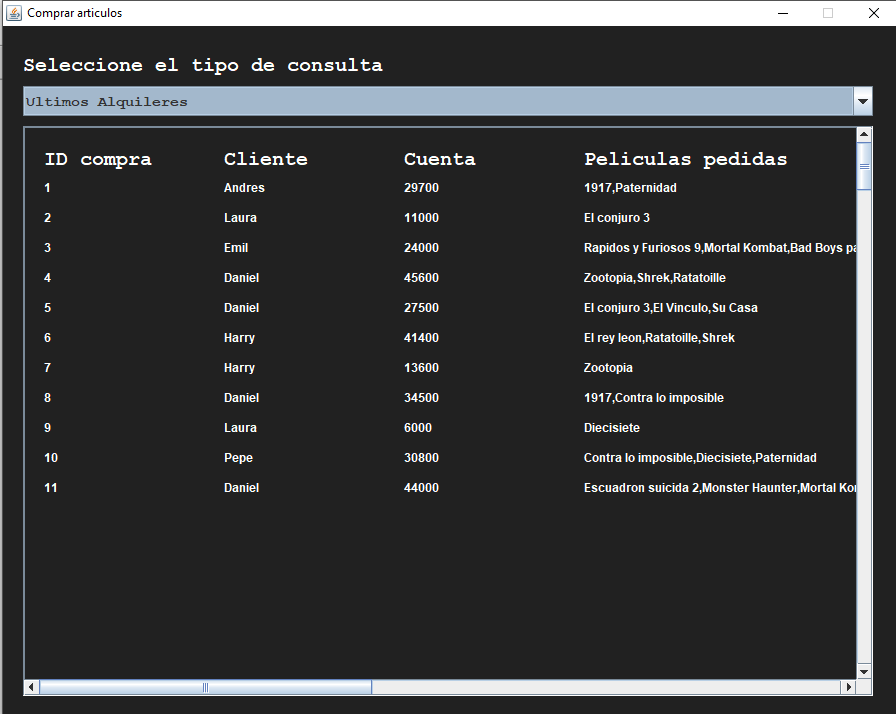 Comprar articulos
Seleccione el tipo de consulta
Ultimos Alquileres
ID compra Cliente Cuenta Peliculas pedidas
1 Andres 29700 1917,Paternidad
2 Laura 11000 El conjuro 3
3 Emil 24000 Rapidos y Furiosos 9,Mortal Kombat,Bad Boys pa
4 Daniel 45600 Zootopia,Shrek,Ratatoille
5 Daniel 27500 El conjuro 3,El Vinculo,Su Casa
6 Harry 41400 El rey leon,Ratatoille,Shrek
7 Harry 13600 Zootopia
8 Daniel 34500 1917,Contra lo imposible
9 Laura 6000 Diecisiete
10 Pepe 30800 Contra lo imposible,Diecisiete,Paternidad
11 Daniel 44000 Escuadron suicida 2,Monster Haunter,Mortal Kor